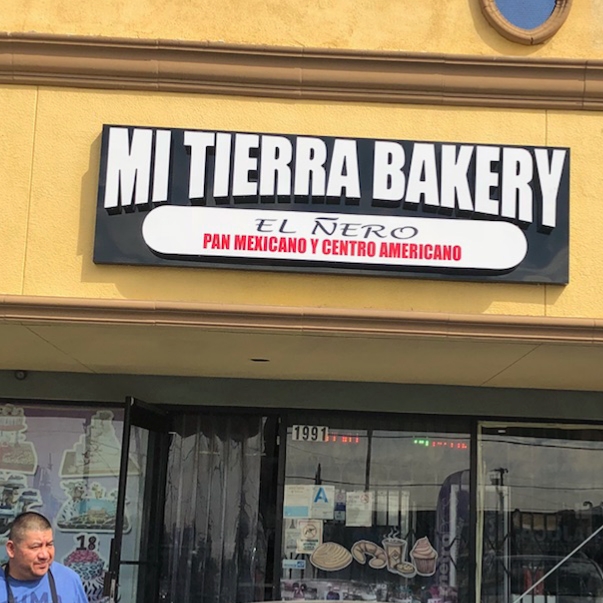 MI TIERRA BAKERY
EL ÑERO
PAN MEXICANO Y CENTRO AMERICANO
1991
A
18